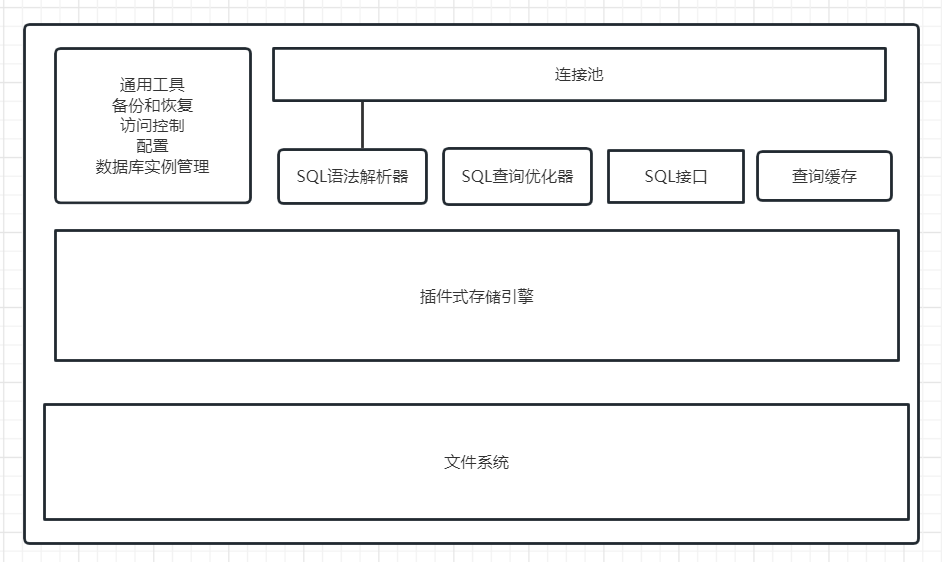 通用工具
备份和恢复
访问控制
配置
数据库实例管理
连接池
SQL语法解析器
SQL查询优化器
SQL接口
查询缓存
插件式存储引擎
文件系统